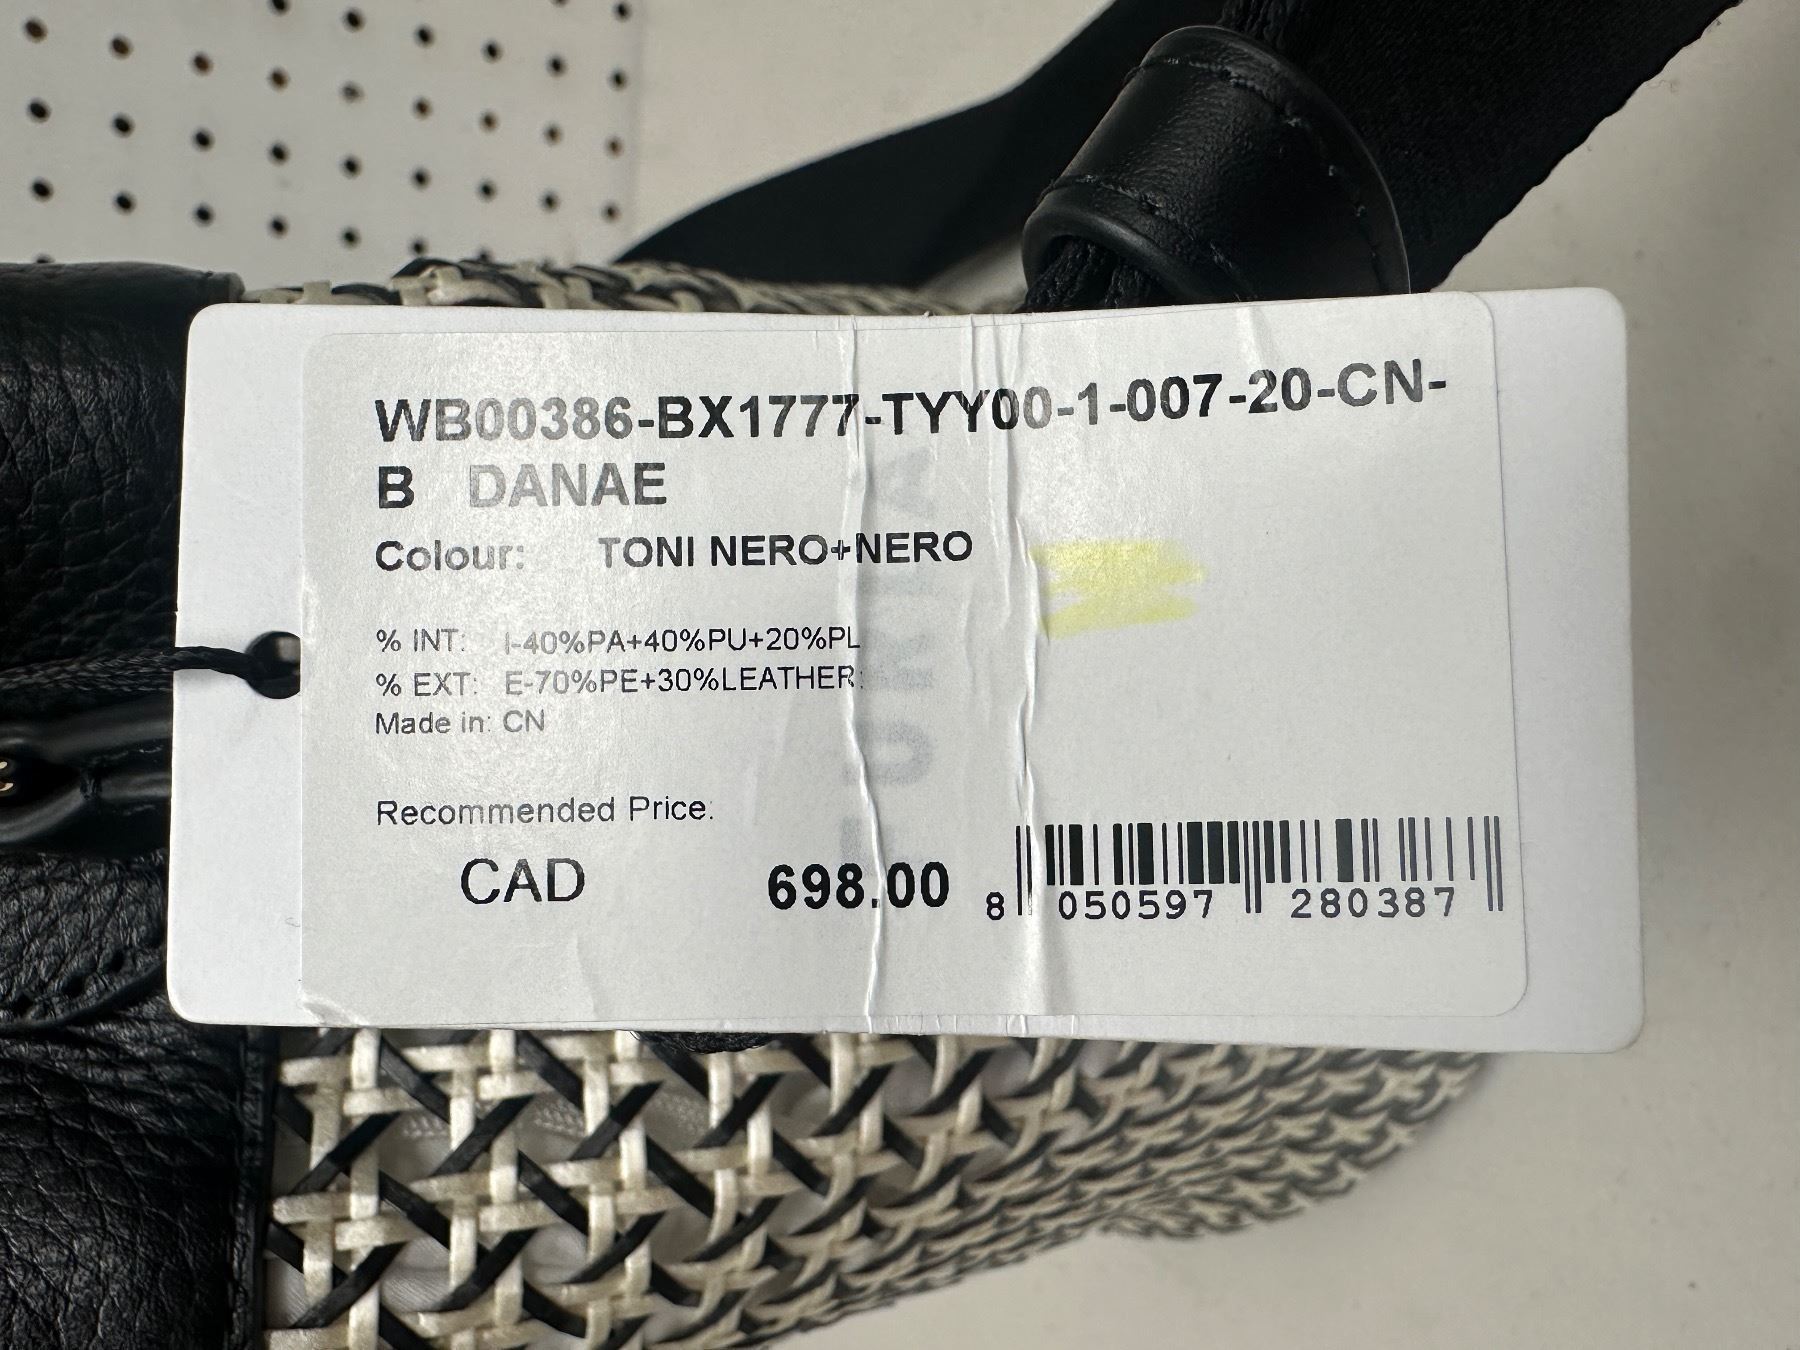 WB00386-BX1777-TYY00-1-007-20-CN-
B DANAE
Colour: TONI NERO+NERO
% INT: I-40%PA+40%PU+20%PL
% EXT: E-70%PE+30%LEATHER:
Made in: CN
Recommended Price:
CAD 698.00
8 050597 280387